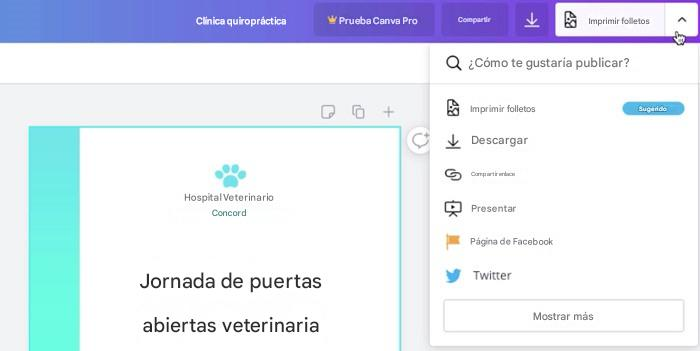 Clínica quiropráctica
Prueba Canva Pro
Compartir
Imprimir folletos
¿Cómo te gustaría publicar?
Imprimir folletos
Sugerido
Descargar
Compartir enlace
Presentar
Página de Facebook
Twitter
Mostrar más
Hospital Veterinario
Concord
Jornada de puertas
abiertas veterinaria